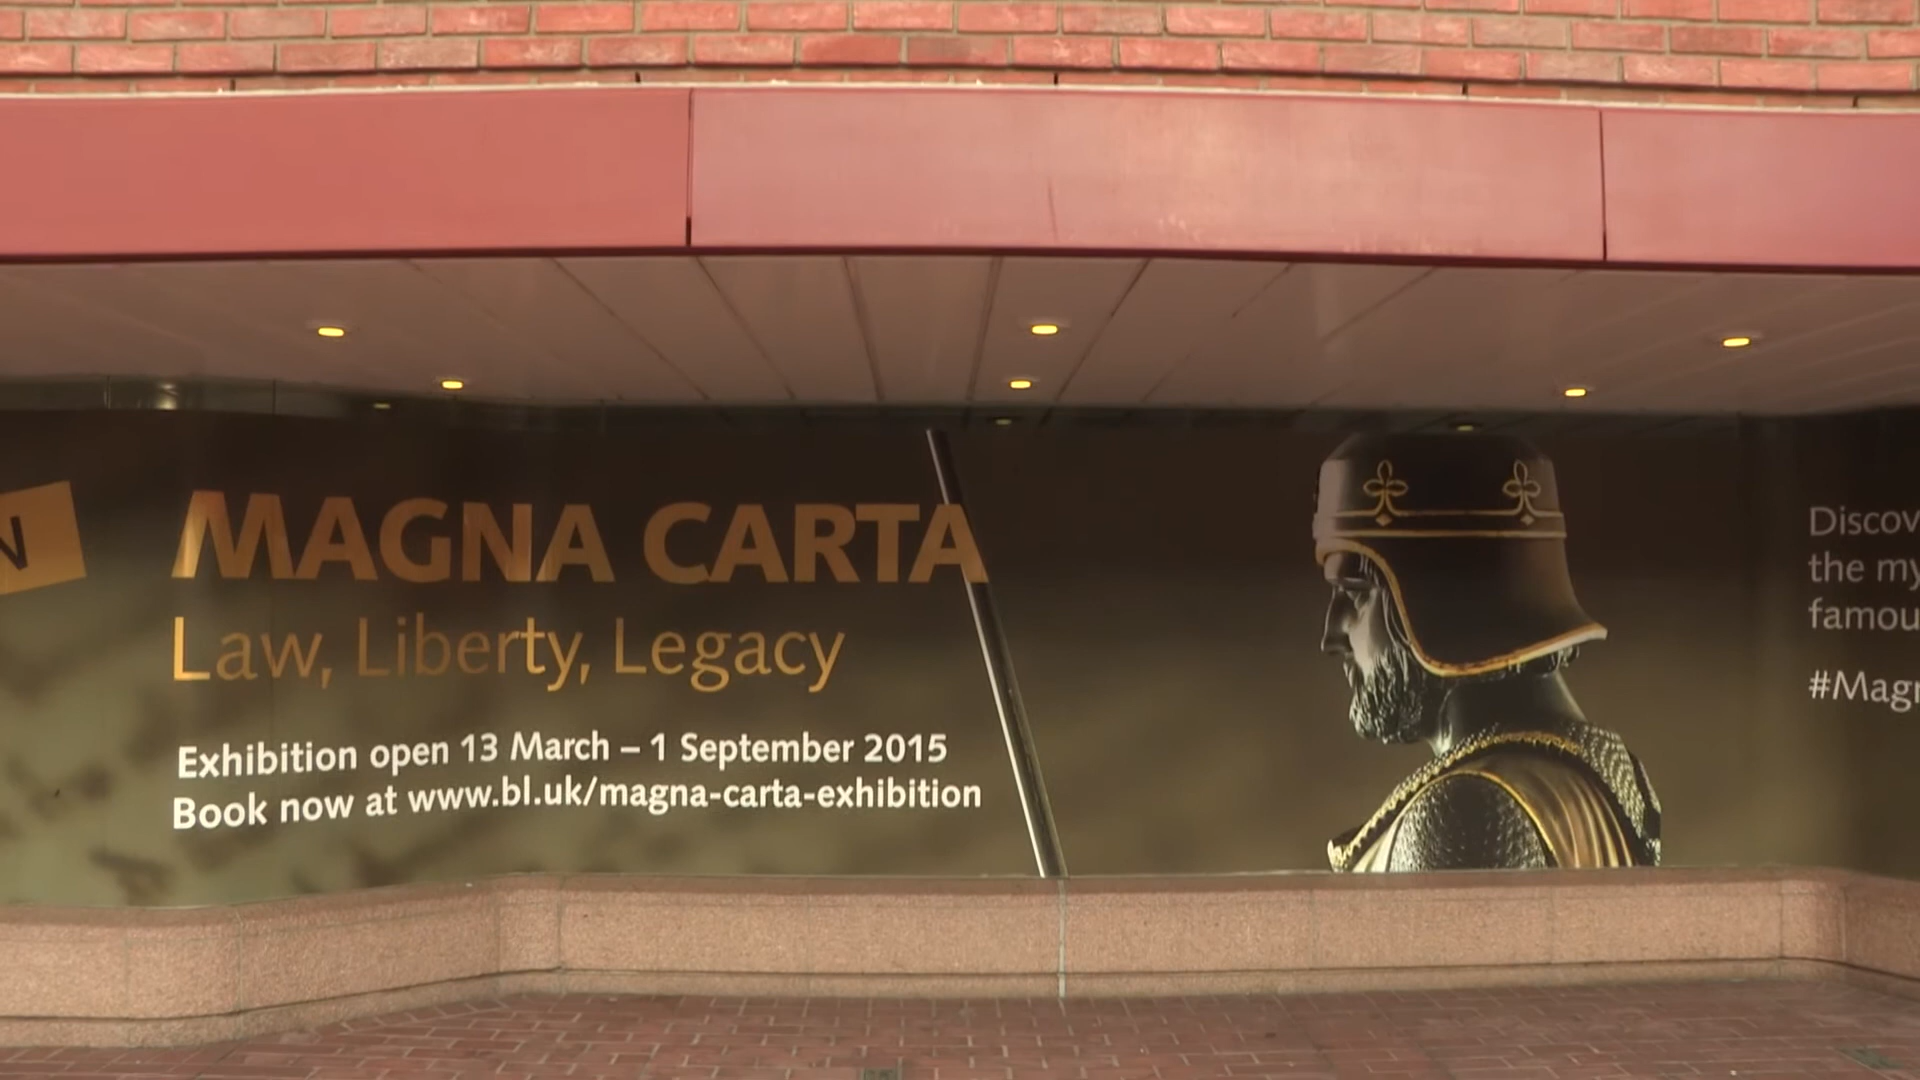 MAGNA CARTA
Law, Liberty, Legacy
Exhibition open 13 March – 1 September 2015
Book now at www.bl.uk/magna-carta-exhibition
the